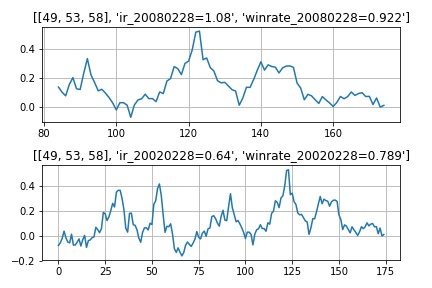 [[49, 53, 58], 'ir_20080228=1.08', 'winrate_20080228=0.922']
0.4
0.2
0.0
80 100 120 140 160
[[49, 53, 58], 'ir_20020228=0.64', 'winrate_20020228=0.789']
0.4
0.2
0.0
−0.2
0 25 50 75 100 125 150 175